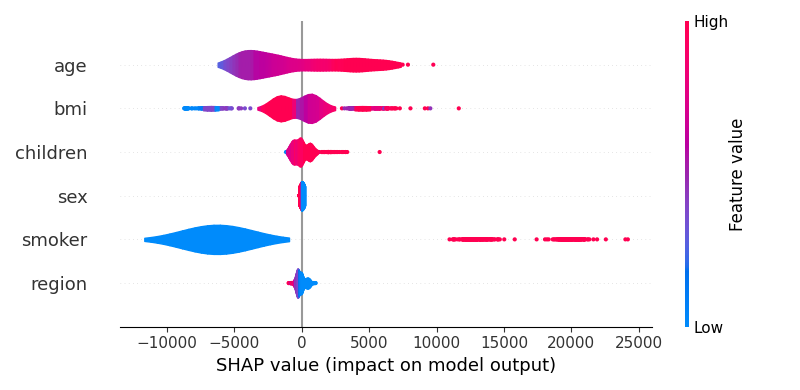 High
age
bmi
children
sex
smoker
region
Feature value
Low
−10000 −5000 0 5000 10000 15000 20000 25000
SHAP value (impact on model output)